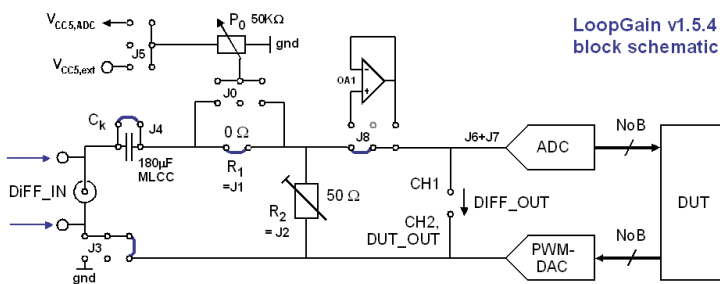 LoopGain v1.5.4
block schematic
P0 50KΩ
VCC5,ADC
J5
gnd
VCC5,ext
J0
OA1
-
+
Ck
J4
180µF
MLCC
0 Ω
R1
=J1
J8
J6+J7
ADC
NoB
DUT
DiFF_IN
R2
= J2
50 Ω
CH1
DIFF_OUT
CH2,
DUT_OUT
J3
gnd
PWM-
DAC
NoB